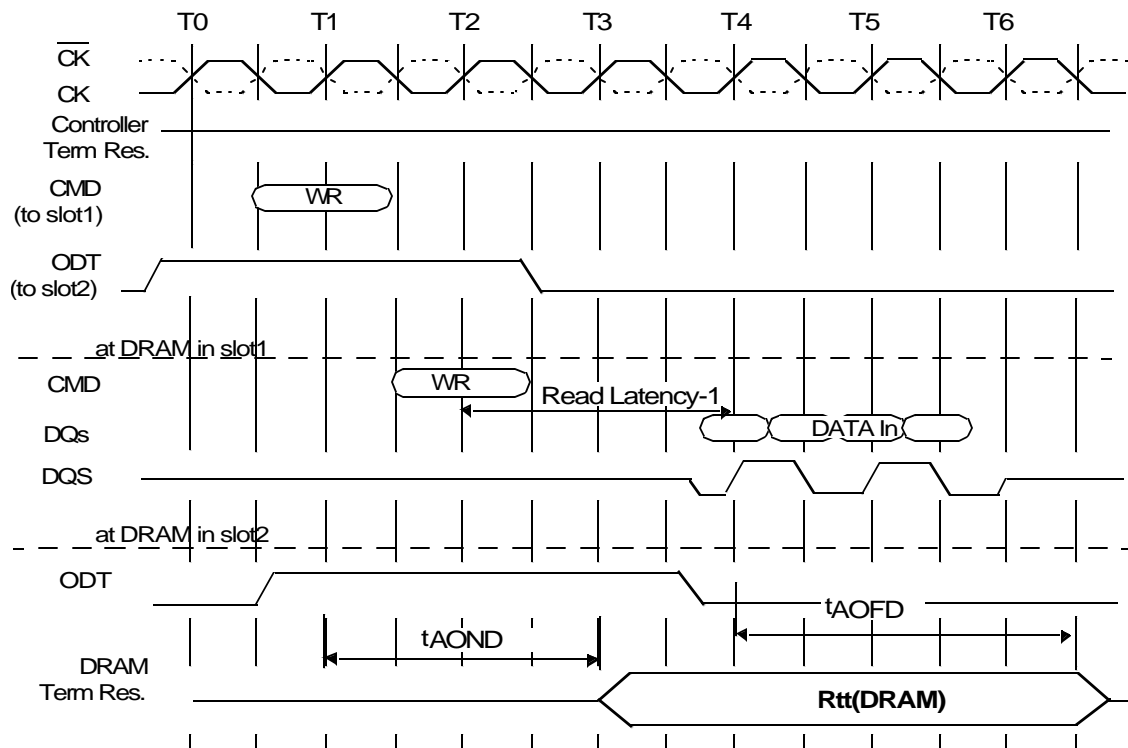 T0 T1 T2 T3 T4 T5 T6
CK
CK
Controller
Term Res.
CMD
(to slot1)
WR
ODT
(to slot2)
at DRAM in slot1
CMD
WR
Read Latency-1
DQs
DATA In
DQS
at DRAM in slot2
ODT
tAOFD
tAOND
DRAM
Term Res.
Rtt(DRAM)